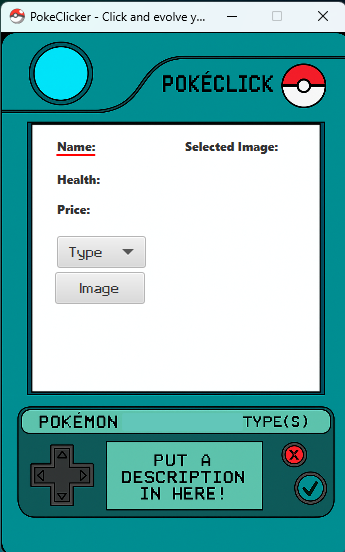 PokeClicker - Click and evolve y...
POKÉCLICK
Name:
Selected Image:
Health:
Price:
Type
Image
POKÉMON
TYPE(S)
PUT A
DESCRIPTION
IN HERE!